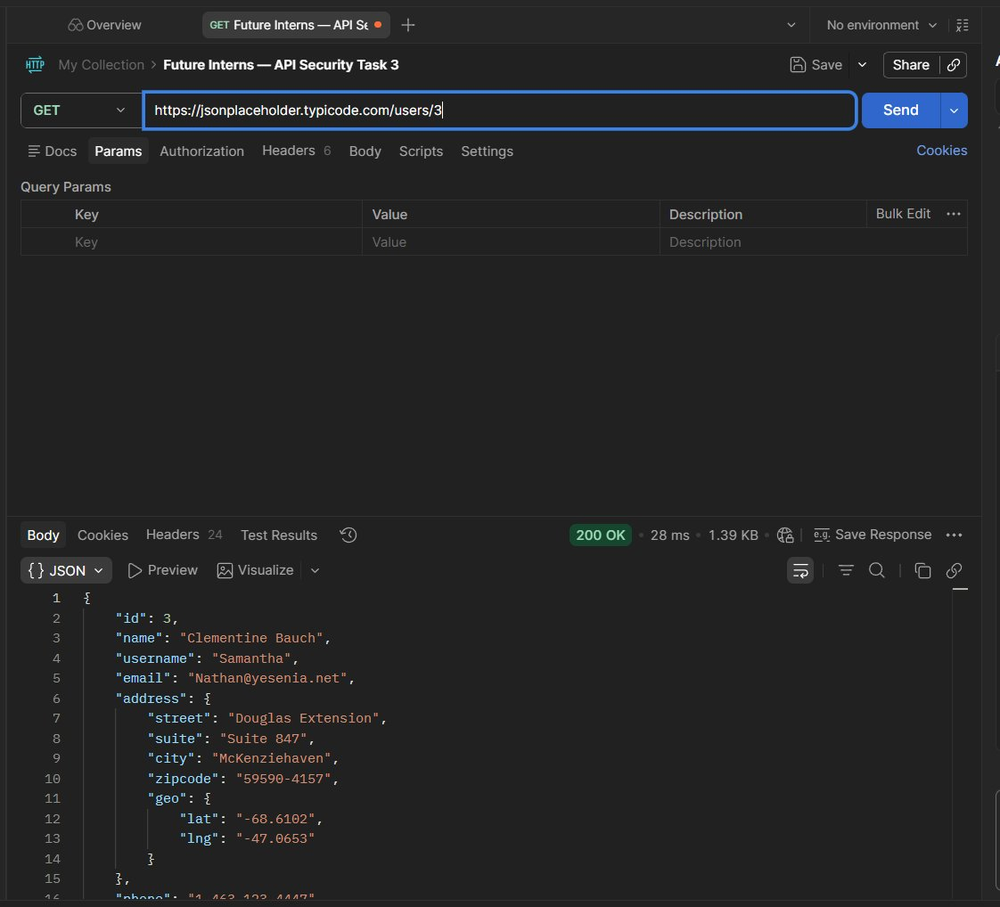 Overview GET Future Interns — API Se No environment
HTTP My Collection > Future Interns — API Security Task 3 Save Share
GET https://jsonplaceholder.typicode.com/users/3 Send
Docs Params Authorization Headers 6 Body Scripts Settings Cookies
Query Params
Key Value Description Bulk Edit ...
Key Value Description
Body Cookies Headers 24 Test Results 200 OK • 28 ms • 1.39 KB • e.g. Save Response ...
{} JSON Preview Visualize
1 {
2 "id": 3,
3 "name": "Clementine Bauch",
4 "username": "Samantha",
5 "email": "Nathan@yesenia.net",
6 "address": {
7 "street": "Douglas Extension",
8 "suite": "Suite 847",
9 "city": "McKenziehaven",
10 "zipcode": "59590-4157",
11 "geo": {
12 "lat": "-68.6102",
13 "lng": "-47.0653"
14 }
15 },
16 "phone": "1-463-123-4447",